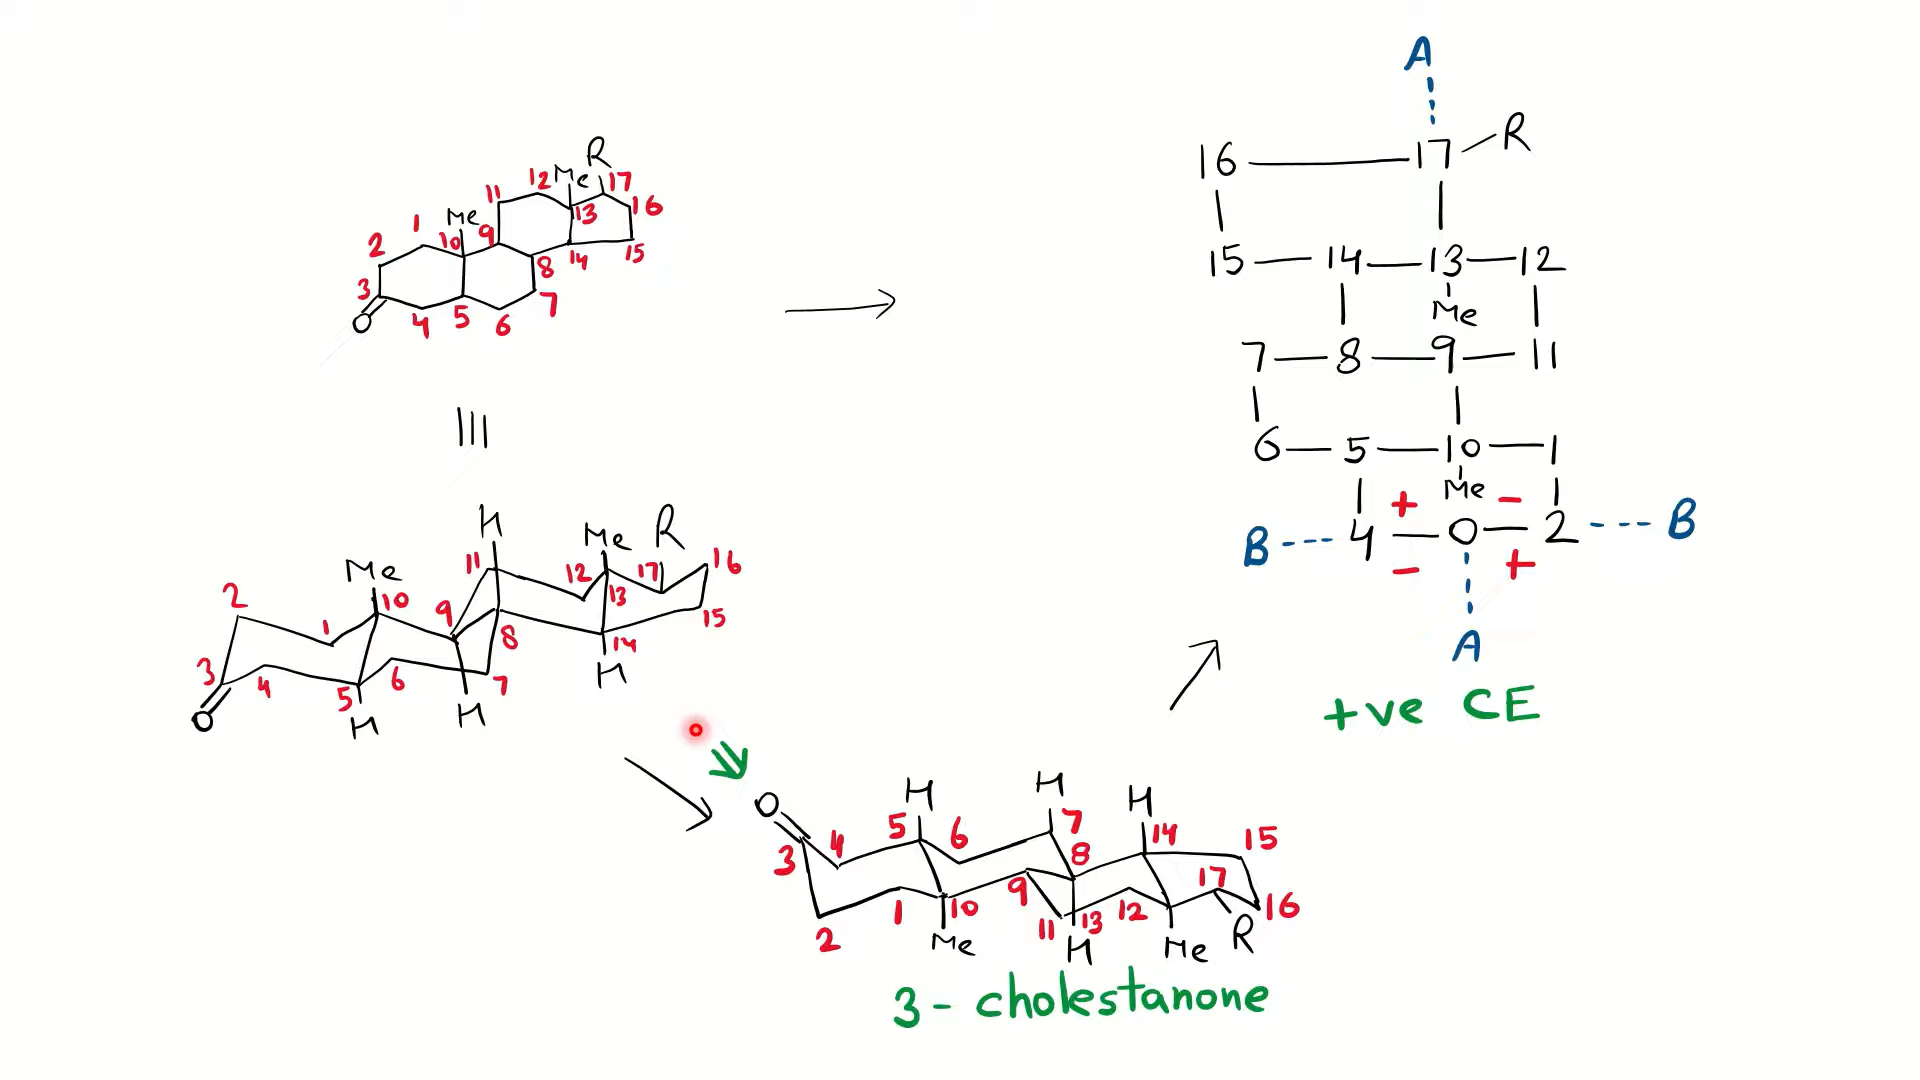 R
12 Me 17
11 13 16
Me
1 10 9 14 15
2 8
3 7
O 4 5 6
H
Me R
11 12 13 17 16
Me
2 10 9 15
1 8 14
3 4 6 7 H
5
O H H
O H H H
3 4 5 6 7 14 15
8 17
9 16
1 10 11 13 12
2 Me H Me R
3 - cholestanone
A
16 17 R
15 14 13 12
Me
7 8 9 11
6 5 10 1
Me
+ -
B 4 O 2 B
- +
A
+ve CE